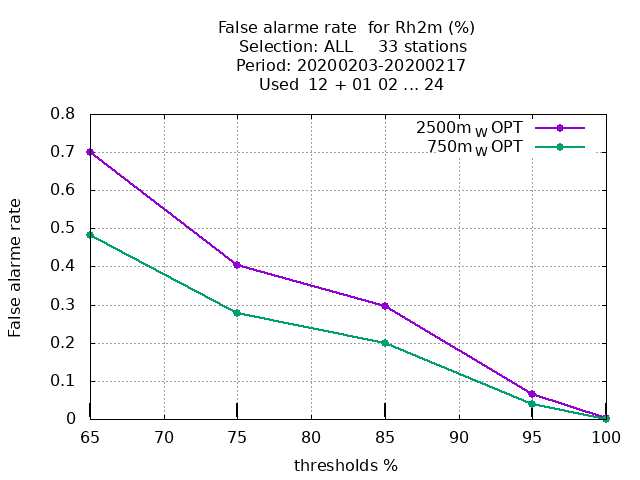 False alarme rate  for Rh2m (%)
Selection: ALL     33 stations
Period: 20200203-20200217
Used  12 + 01 02 ... 24
2500m_W OPT
750m_W OPT
0.8
0.7
0.6
0.5
0.4
0.3
0.2
0.1
0
False alarme rate
65 70 75 80 85 90 95 100
thresholds %